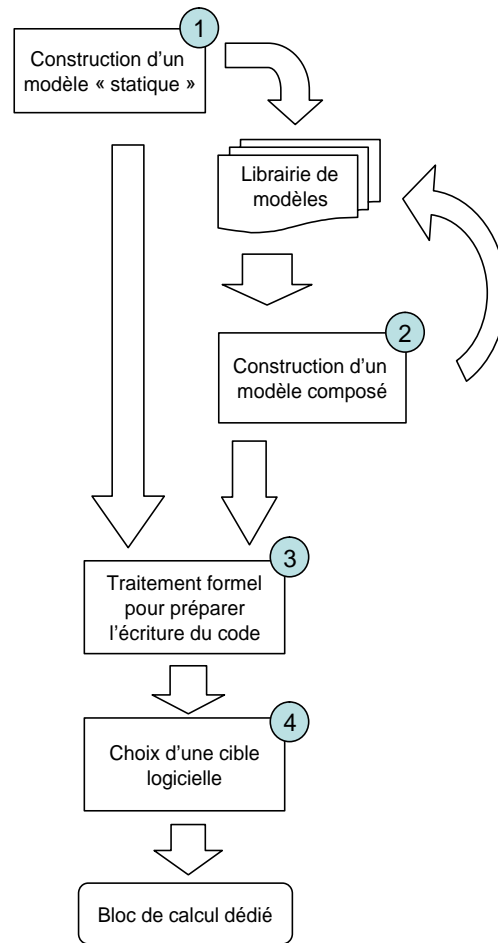 1
Construction d'un
modèle « statique »
Librairie de
modèles
2
Construction d'un
modèle composé
3
Traitement formel
pour préparer
l'écriture du code
4
Choix d'une cible
logicielle
Bloc de calcul dédié